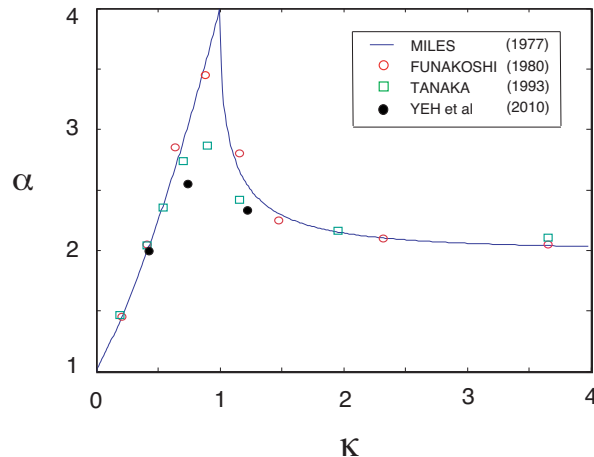 4
MILES (1977)
FUNAKOSHI (1980)
TANAKA (1993)
YEH et al (2010)
3
α
2
1
0 1 2 3 4
κ